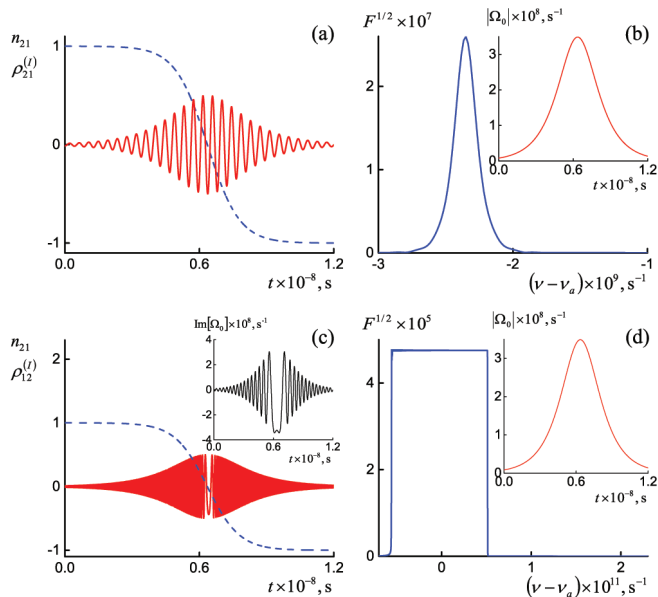 n₂₁
ρ₂₁⁽ᴵ⁾
(a)
1
0
-1
0.0
0.6
1.2
t×10⁻⁸, s
F^{1/2} ×10⁷
(b)
2
1
0
-3
-2
-1
(ν−νₐ)×10⁹, s⁻¹
|Ω₀|×10⁸, s⁻¹
3
2
1
0
0.0
0.6
1.2
t×10⁻⁸, s
n₂₁
ρ₁₂⁽ᴵ⁾
(c)
2
1
0
-1
0.0
0.6
1.2
t×10⁻⁸, s
Im[Ω₀]×10⁸, s⁻¹
4
2
0
-2
-4
0.0
0.6
1.2
t×10⁻⁸, s
F^{1/2} ×10⁵
(d)
4
2
0
0
1
2
(ν−νₐ)×10¹¹, s⁻¹
|Ω₀|×10⁸, s⁻¹
3
2
1
0
0.0
0.6
1.2
t×10⁻⁸, s